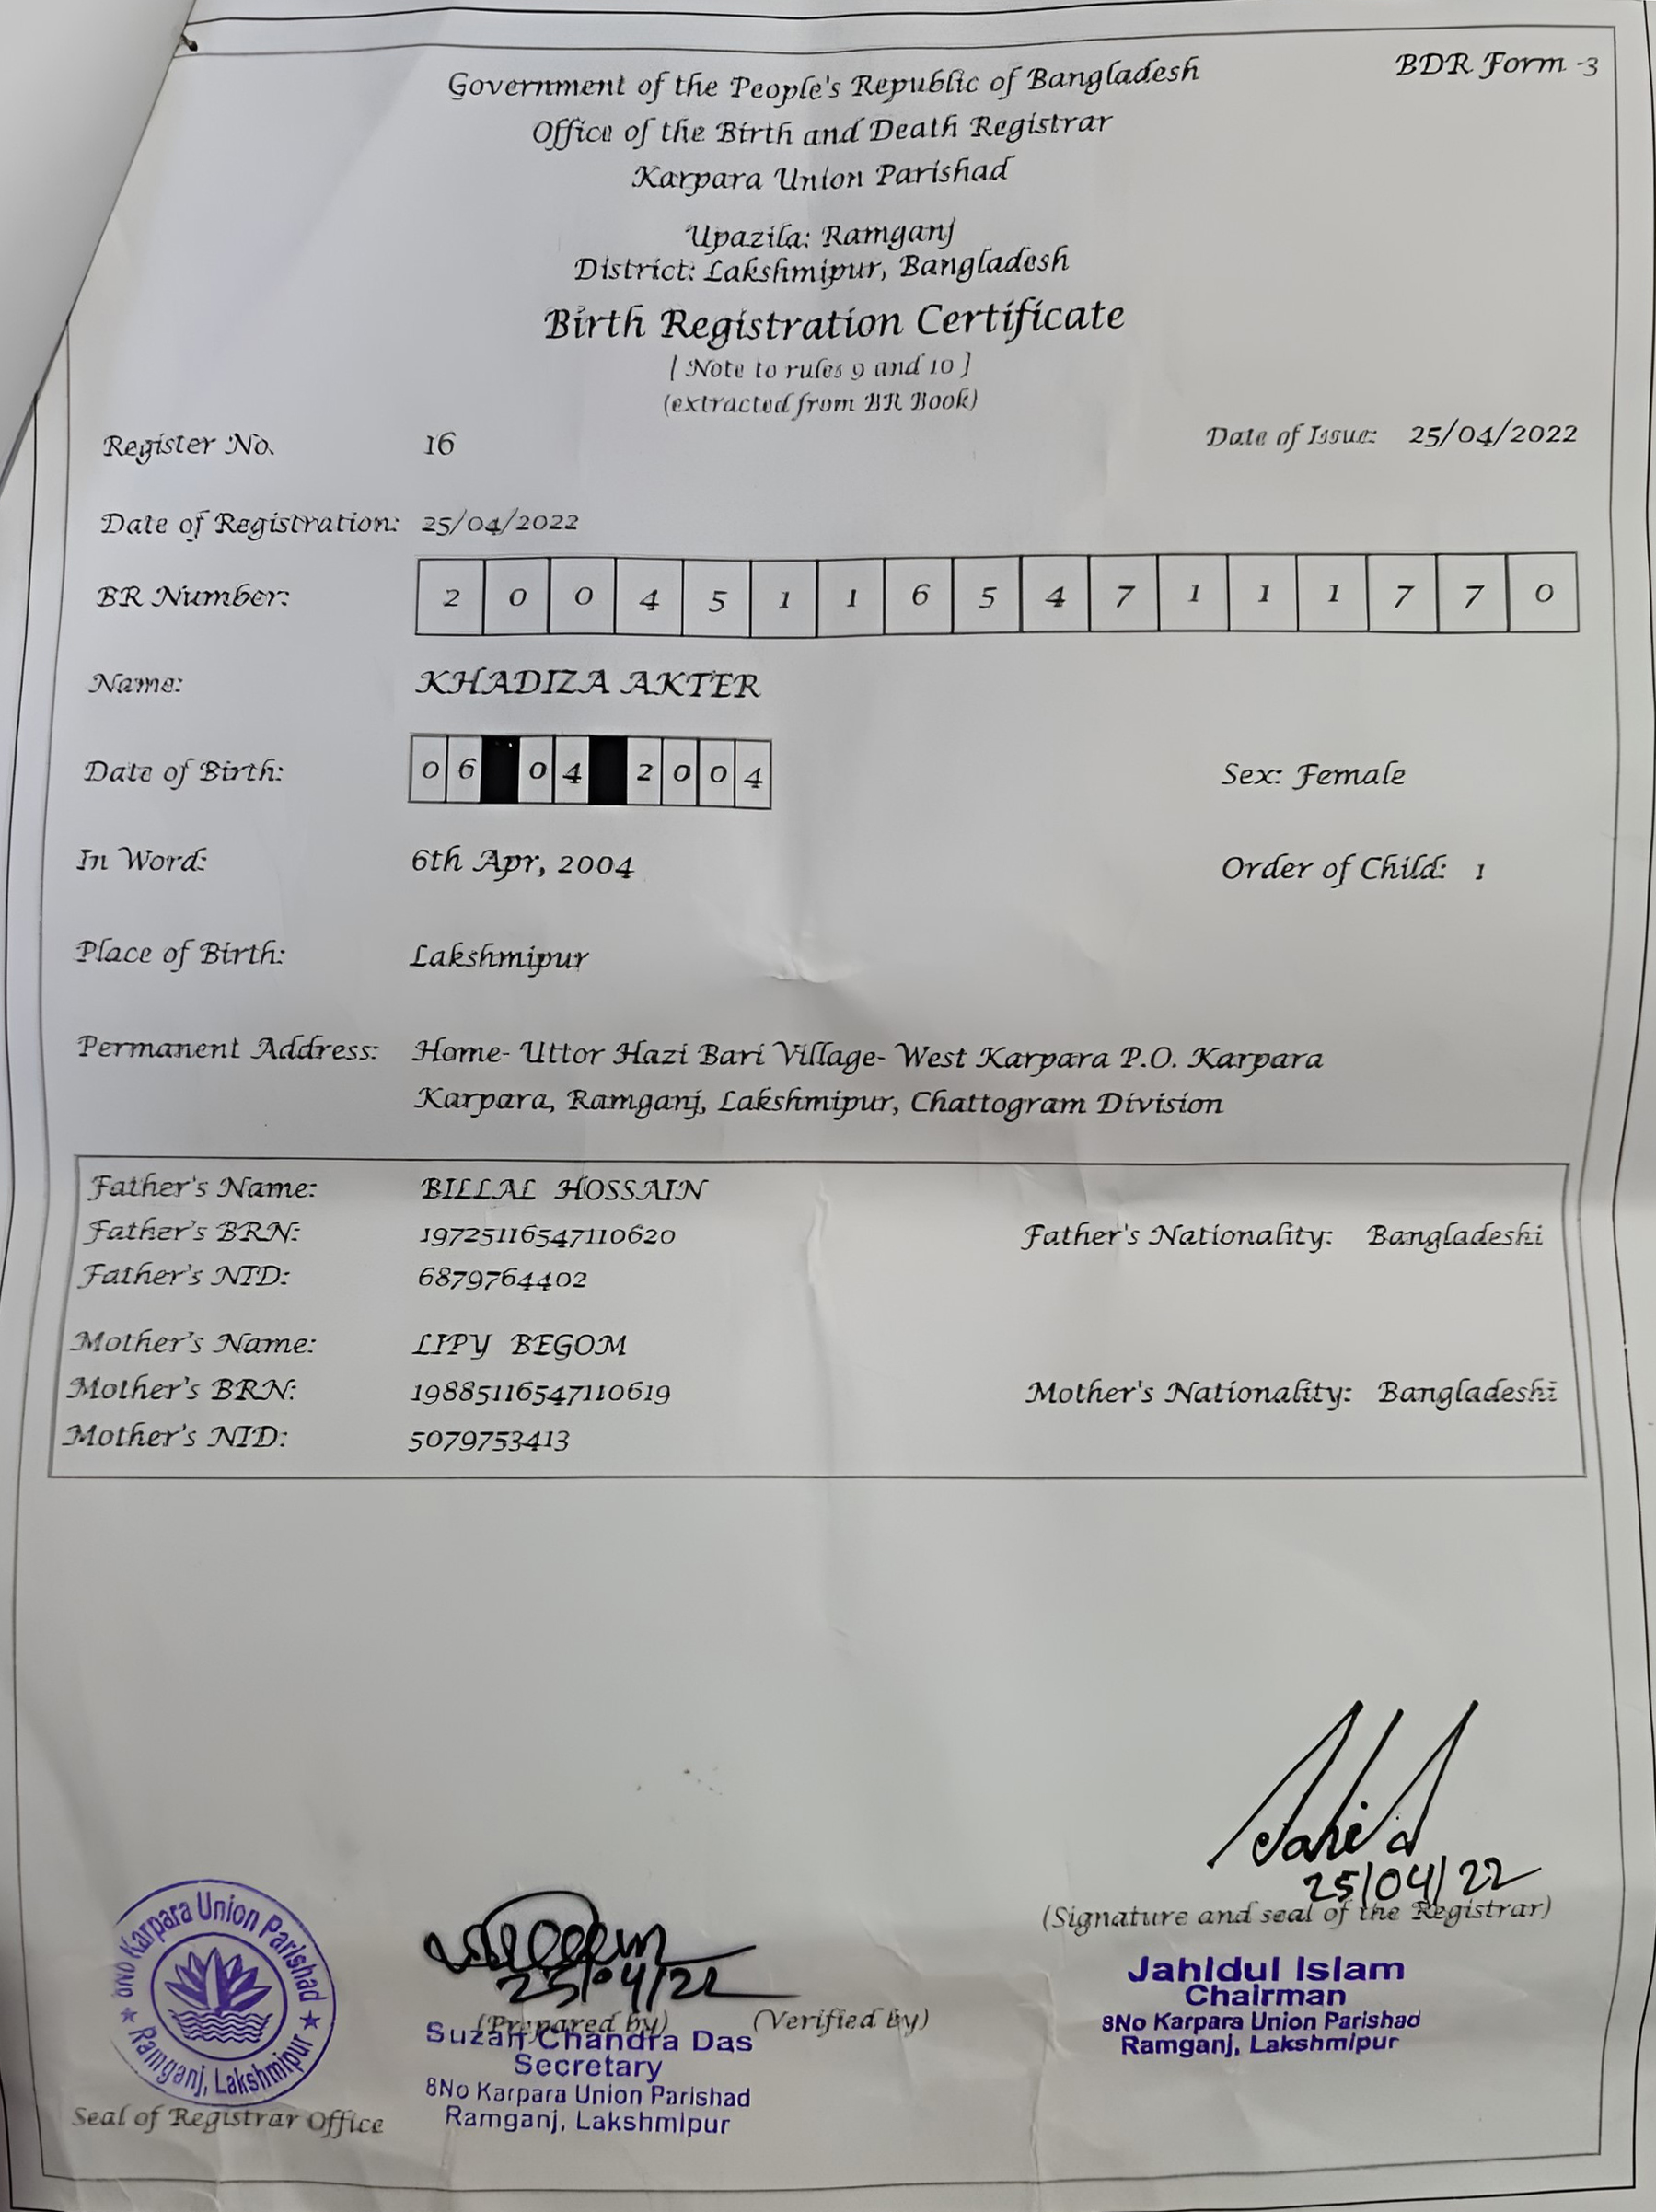 BDR Form -3
Government of the People's Republic of Bangladesh
Office of the Birth and Death Registrar
Karpara Union Parishad
Upazila: Ramganj
District: Lakshmipur, Bangladesh
Birth Registration Certificate
[ Note to rules 9 and 10 ]
(extracted from BR Book)
Register No. 16 Date of Issue: 25/04/2022
Date of Registration: 25/04/2022
BR Number: 2 0 0 4 5 1 1 6 5 4 7 1 1 1 7 7 0
Name: KHADIZA AKTER
Date of Birth: 0 6 0 4 2 0 0 4 Sex: Female
In Word: 6th Apr, 2004 Order of Child: 1
Place of Birth: Lakshmipur
Permanent Address: Home- Uttor Hazi Bari Village- West Karpara P.O. Karpara
Karpara, Ramganj, Lakshmipur, Chattogram Division
Father's Name: BILLAL HOSSAIN
Father's BRN: 19725116547110620 Father's Nationality: Bangladeshi
Father's NID: 6879764402
Mother's Name: LIPY BEGOM
Mother's BRN: 19885116547110619 Mother's Nationality: Bangladeshi
Mother's NID: 5079753413
Jahid
25/04/22
(Signature and seal of the Registrar)
Jahidul Islam
Chairman
8No Karpara Union Parishad
Ramganj, Lakshmipur
25/04/22
(Prepared by) (Verified by)
Suzan Chandra Das
Secretary
8No Karpara Union Parishad
Ramganj, Lakshmipur
8No Karpara Union Parishad
Ramganj, Lakshmipur
Seal of Registrar Office